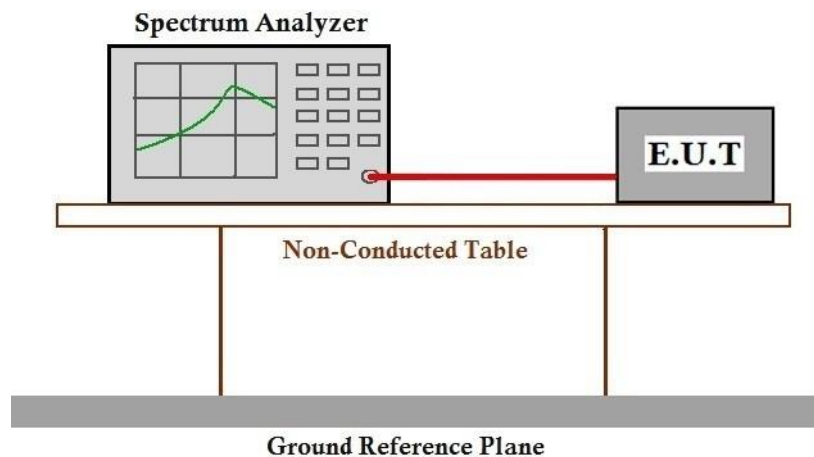 Spectrum Analyzer
E.U.T
Non-Conducted Table
Ground Reference Plane